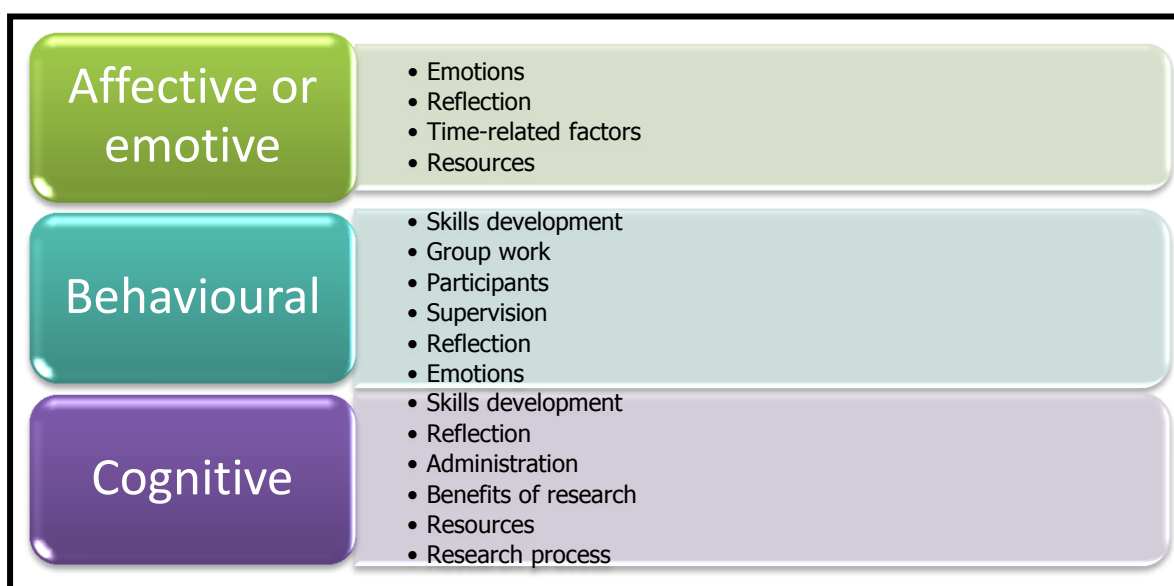 Affective or
emotive
• Emotions
• Reflection
• Time-related factors
• Resources
Behavioural
• Skills development
• Group work
• Participants
• Supervision
• Reflection
• Emotions
Cognitive
• Skills development
• Reflection
• Administration
• Benefits of research
• Resources
• Research process